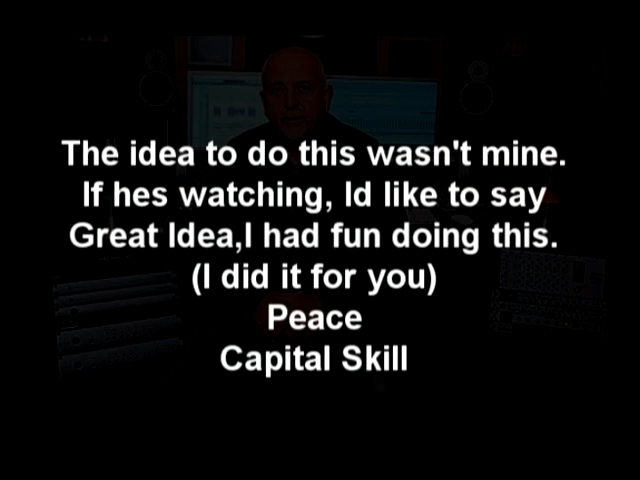 The idea to do this wasn't mine.
If hes watching, Id like to say
Great Idea,I had fun doing this.
(I did it for you)
Peace
Capital Skill